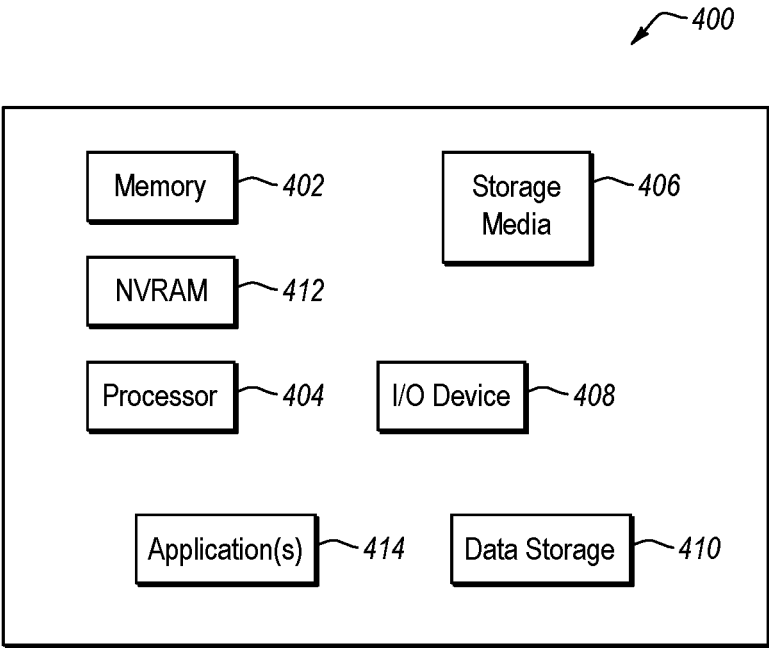 400
Memory 402
Storage 406
Media
NVRAM 412
Processor 404
I/O Device 408
Application(s) 414
Data Storage 410